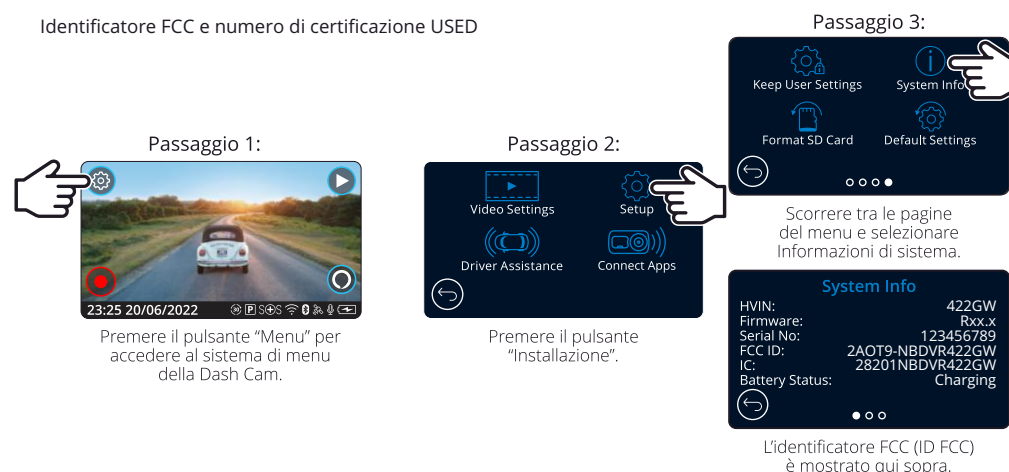 Identificatore FCC e numero di certificazione USED
Passaggio 1:
23:25 20/06/2022
P S S
Premere il pulsante “Menu” per
accedere al sistema di menu
della Dash Cam.
Passaggio 2:
Video Settings
Setup
Driver Assistance
Connect Apps
Premere il pulsante
“Installazione”.
Passaggio 3:
Keep User Settings
System Info
Format SD Card
Default Settings
Scorrere tra le pagine
del menu e selezionare
Informazioni di sistema.
System Info
HVIN: 422GW
Firmware: Rxx.x
Serial No: 123456789
FCC ID: 2AOT9-NBDVR422GW
IC: 28201NBDVR422GW
Battery Status: Charging
L’identificatore FCC (ID FCC)
è mostrato qui sopra.